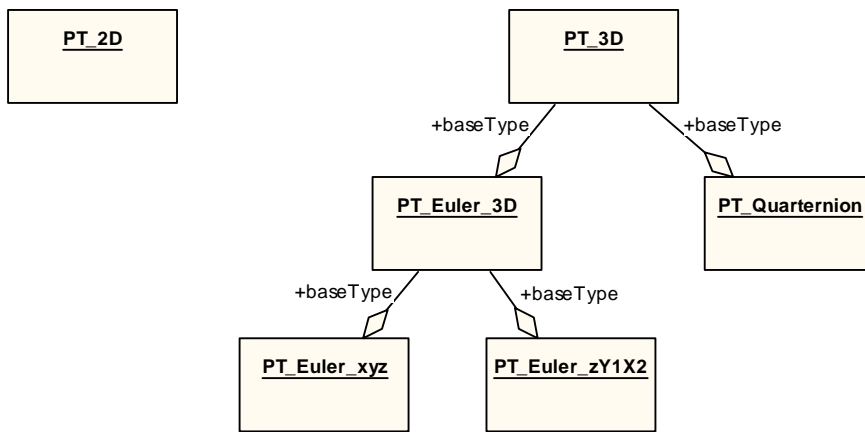 PT_2D
PT_3D
+baseType
+baseType
PT_Euler_3D
PT_Quarternion
+baseType
+baseType
PT_Euler_xyz
PT_Euler_zY1X2